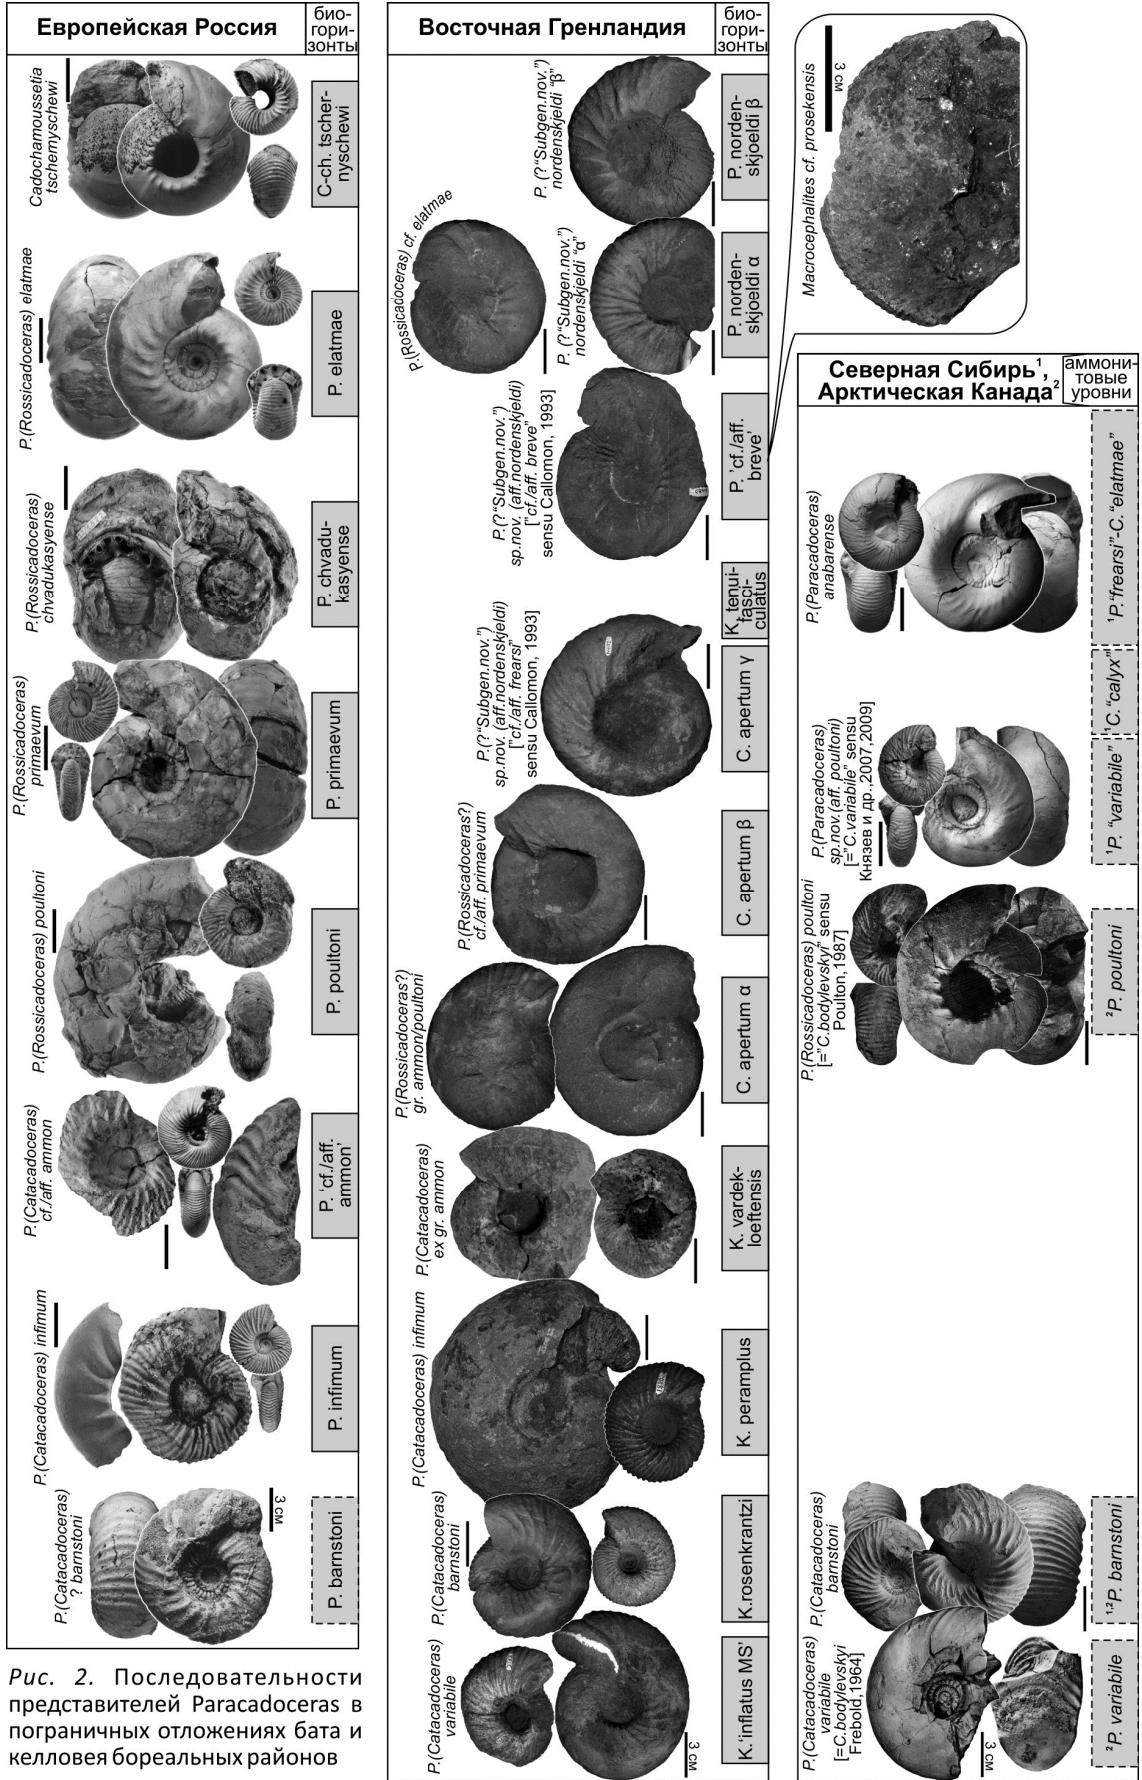 Европейская Россия
био-
гори-
зонты
Cadochamoussetia
tschernyschewi
C-ch. tscher-
nyschewi
P.(Rossicadoceras) elatmae
P. elatmae
P.(Rossicadoceras)
chvadukasyense
P. chvadu-
kasyense
P.(Rossicadoceras)
primaevum
P. primaevum
P.(Rossicadoceras) poultoni
P. poultoni
P.(Catacadoceras)
cf./aff. ammon
P. ‘cf./aff.
ammon’
P.(Catacadoceras) infimum
P. infimum
P.(Catacadoceras)
? barnstoni
3 см
P. barnstoni
Рис. 2. Последовательности
представителей Paracadoceras в
пограничных отложениях бата и
келловея бореальных районов
Восточная Гренландия
био-
гори-
зонты
P. (?“Subgen.nov.”)
nordenskjeldi “β”
P. norden-
skjoeldi β
P.(Rossicadoceras) cf. elatmae
P. (?“Subgen.nov.”)
nordenskjeldi “α”
P. norden-
skjoeldi α
P.(?“Subgen.nov.”)
sp.nov. (aff.nordenskjeldi)
[”cf./aff. breve”
sensu Callomon, 1993]
P. ‘cf./aff.
breve’
K. tenui-
fasci-
culatus
P.(?“Subgen.nov.”)
sp.nov. (aff.nordenskjeldi)
[”cf./aff. frearsi”
sensu Callomon, 1993]
C. apertum γ
P.(Rossicadoceras?)
cf./aff. primaevum
C. apertum β
P.(Rossicadoceras?)
gr. ammon/poultoni
C. apertum α
P.(Catacadoceras)
ex gr. ammon
K. vardek-
loeftensis
P.(Catacadoceras) infimum
K. peramplus
P.(Catacadoceras)
barnstoni
K.rosenkrantzi
P.(Catacadoceras)
variabile
3 см
K.‘inflatus MS’
3 см
Macrocephalites cf. prosekensis
Северная Сибирь¹,
Арктическая Канада²
аммони-
товые
уровни
P.(Paracadoceras)
anabarense
¹P.“frearsi”-C.“elatmae”
¹C.“calyx”
P.(Paracadoceras)
sp.nov.(aff. poultoni)
[=”C.variabile” sensu
Князев и др.,2007,2009]
¹P. “variabile”
P.(Rossicadoceras) poultoni
[=”C.bodylevskyi” sensu
Poulton,1987]
²P. poultoni
P.(Catacadoceras)
barnstoni
¹·²P. barnstoni
P.(Catacadoceras)
variabile
[=C.bodylevskyi
Frebold,1964]
3 см
²P. variabile